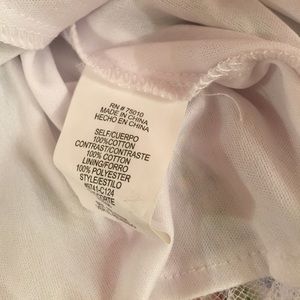 RN # 75010
MADE IN CHINA
HECHO EN CHINA
SELF/CUERPO
100%COTTON
CONTRAST/CONTRASTE
100% COTTON
LINING/FORRO
100% POLYESTER
STYLE/ESTILO